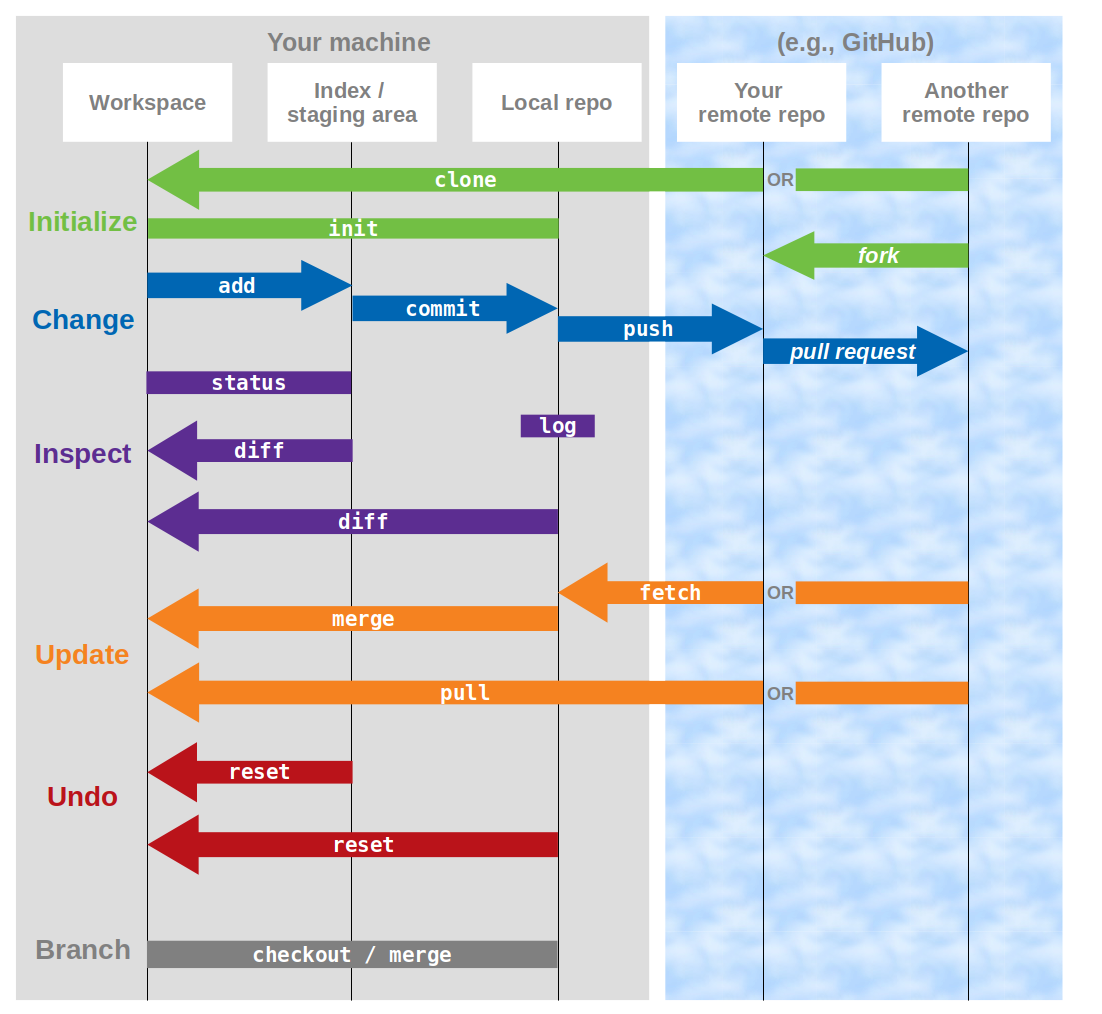 Your machine
(e.g., GitHub)
Workspace
Index /
staging area
Local repo
Your
remote repo
Another
remote repo
clone
OR
Initialize
init
fork
add
Change
commit
push
pull request
status
log
Inspect
diff
diff
fetch
OR
merge
Update
pull
OR
reset
Undo
reset
Branch
checkout / merge